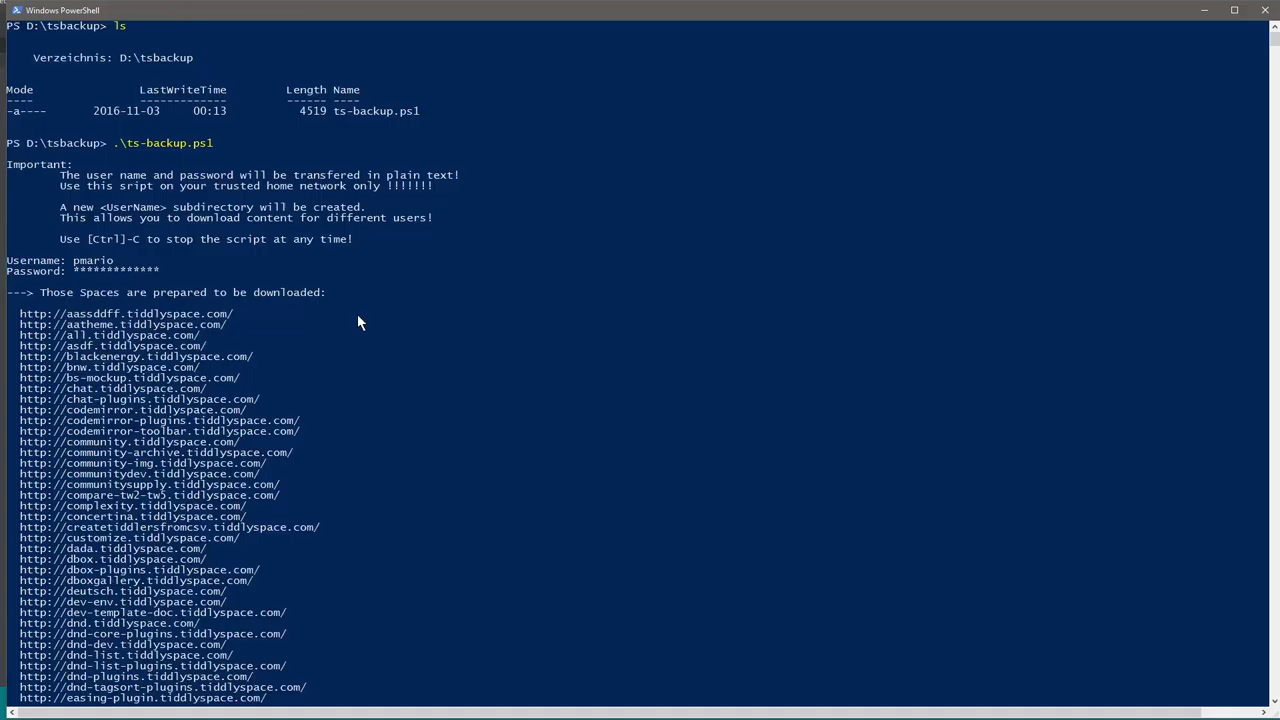 Windows PowerShell
PS D:\tsbackup> ls
Verzeichnis: D:\tsbackup
Mode LastWriteTime Length Name
---- ------------- ------ ----
-a---- 2016-11-03 00:13 4519 ts-backup.ps1
PS D:\tsbackup> .\ts-backup.ps1
Important:
The user name and password will be transfered in plain text!
Use this sript on your trusted home network only !!!!!!!
A new <UserName> subdirectory will be created.
This allows you to download content for different users!
Use [Ctrl]-C to stop the script at any time!
Username: pmario
Password: *************
---> Those Spaces are prepared to be downloaded:
http://aassddff.tiddlyspace.com/
http://aatheme.tiddlyspace.com/
http://all.tiddlyspace.com/
http://asdf.tiddlyspace.com/
http://blackenergy.tiddlyspace.com/
http://bnw.tiddlyspace.com/
http://bs-mockup.tiddlyspace.com/
http://chat.tiddlyspace.com/
http://chat-plugins.tiddlyspace.com/
http://codemirror.tiddlyspace.com/
http://codemirror-plugins.tiddlyspace.com/
http://codemirror-toolbar.tiddlyspace.com/
http://community.tiddlyspace.com/
http://community-archive.tiddlyspace.com/
http://community-img.tiddlyspace.com/
http://communitydev.tiddlyspace.com/
http://communitysupply.tiddlyspace.com/
http://compare-tw2-tw5.tiddlyspace.com/
http://complexity.tiddlyspace.com/
http://concertina.tiddlyspace.com/
http://createtiddlersfromcsv.tiddlyspace.com/
http://customize.tiddlyspace.com/
http://dada.tiddlyspace.com/
http://dbox.tiddlyspace.com/
http://dbox-plugins.tiddlyspace.com/
http://dboxgallery.tiddlyspace.com/
http://deutsch.tiddlyspace.com/
http://dev-env.tiddlyspace.com/
http://dev-template-doc.tiddlyspace.com/
http://dnd.tiddlyspace.com/
http://dnd-core-plugins.tiddlyspace.com/
http://dnd-dev.tiddlyspace.com/
http://dnd-list.tiddlyspace.com/
http://dnd-list-plugins.tiddlyspace.com/
http://dnd-plugins.tiddlyspace.com/
http://dnd-tagsort-plugins.tiddlyspace.com/
http://easing-plugin.tiddlyspace.com/